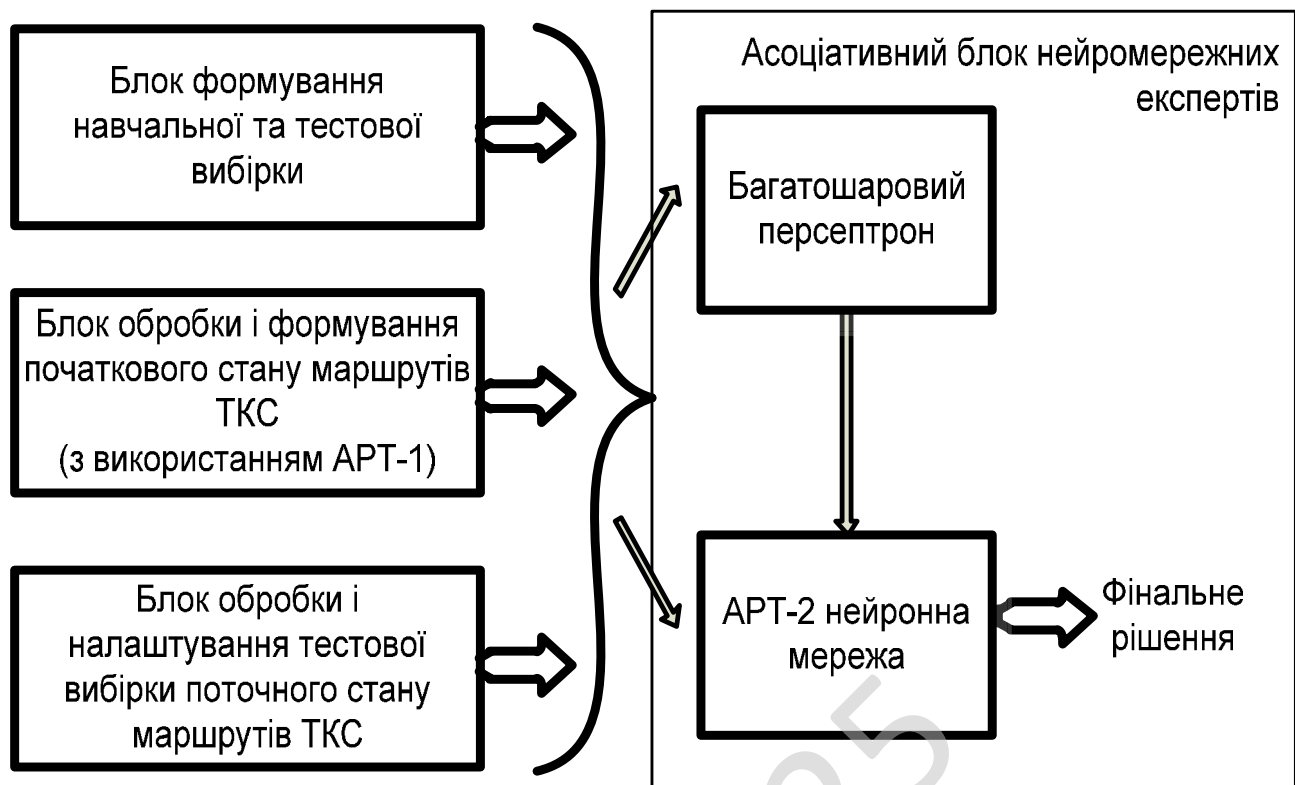 Блок формування
навчальної та тестової
вибірки
Блок обробки і формування
початкового стану маршрутів
ТКС
(з використанням АРТ-1)
Блок обробки і
налаштування тестової
вибірки поточного стану
маршрутів ТКС
Асоціативний блок нейромережних
експертів
Багатошаровий
персептрон
АРТ-2 нейронна
мережа
Фінальне
рішення
25